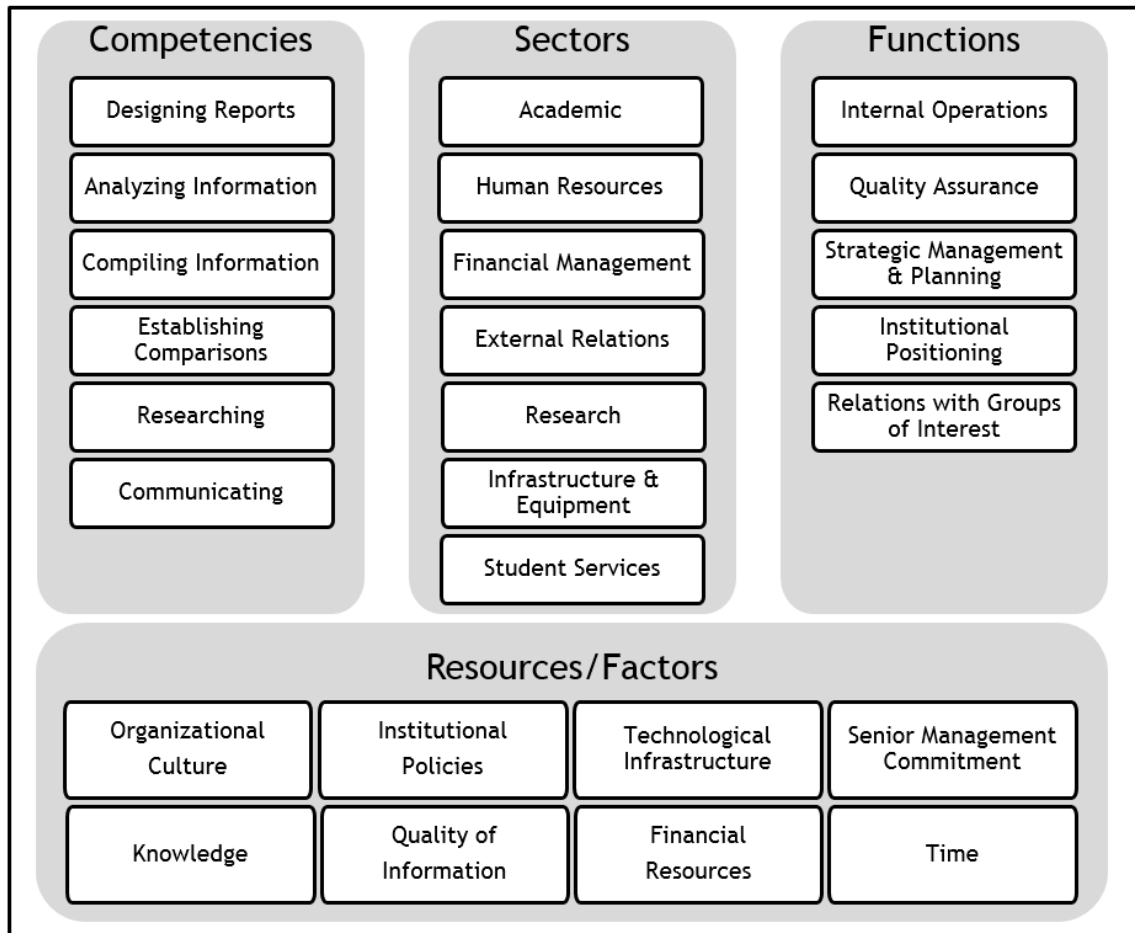 Competencies
Designing Reports
Analyzing Information
Compiling Information
Establishing
Comparisons
Researching
Communicating
Sectors
Academic
Human Resources
Financial Management
External Relations
Research
Infrastructure &
Equipment
Student Services
Functions
Internal Operations
Quality Assurance
Strategic Management
& Planning
Institutional
Positioning
Relations with Groups
of Interest
Resources/Factors
Organizational
Culture
Institutional
Policies
Technological
Infrastructure
Senior Management
Commitment
Knowledge
Quality of
Information
Financial
Resources
Time